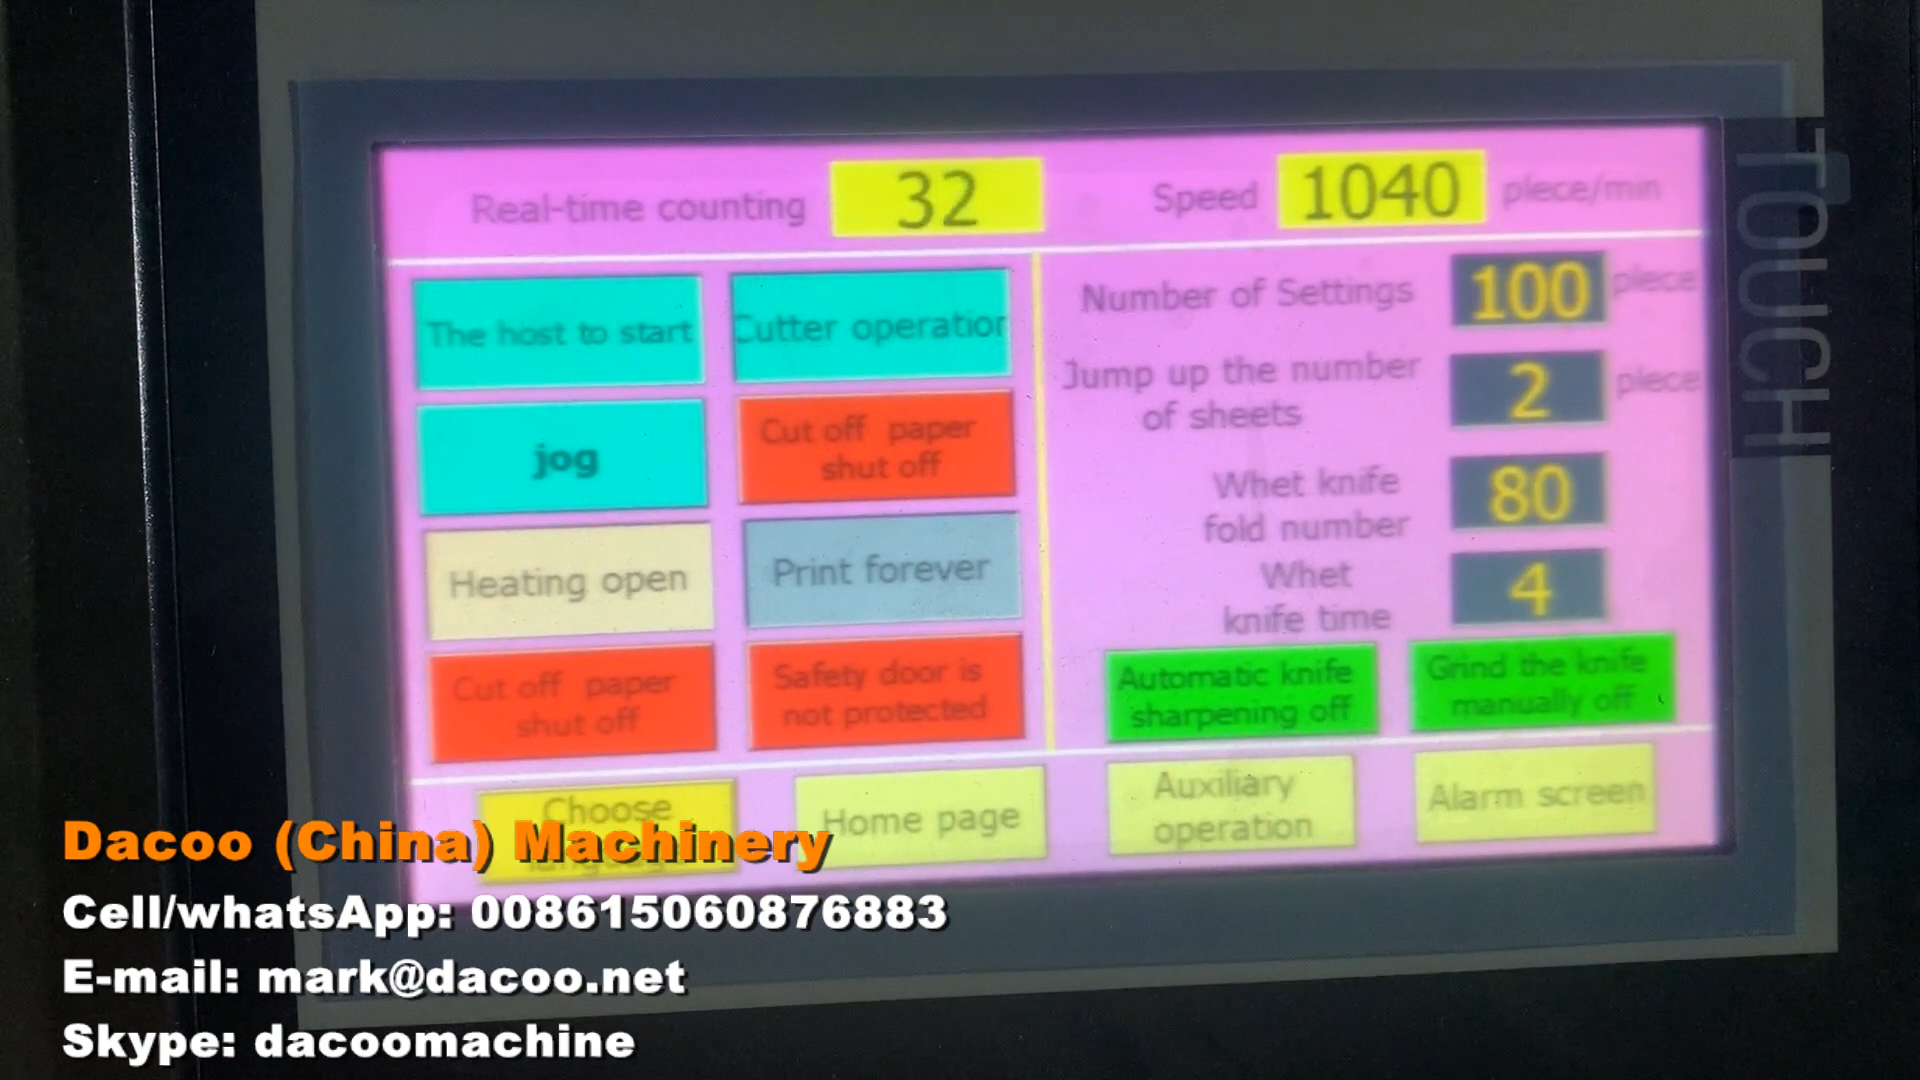 Real-time counting 32 Speed 1040 plece/min
The host to start
Cutter operation
Number of Settings 100 plece
jog
Cut off paper
shut off
Jump up the number
of sheets
2 plece
Heating open
Print forever
Whet knife
fold number
80
Whet
knife time
4
Cut off paper
shut off
Safety door is
not protected
Automatic knife
sharpening off
Grind the knife
manually off
Choose
Home page
Auxiliary
operation
Alarm screen
TOUCH
Dacoo (China) Machinery
Cell/whatsApp: 008615060876883
E-mail: mark@dacoo.net
Skype: dacoomachine